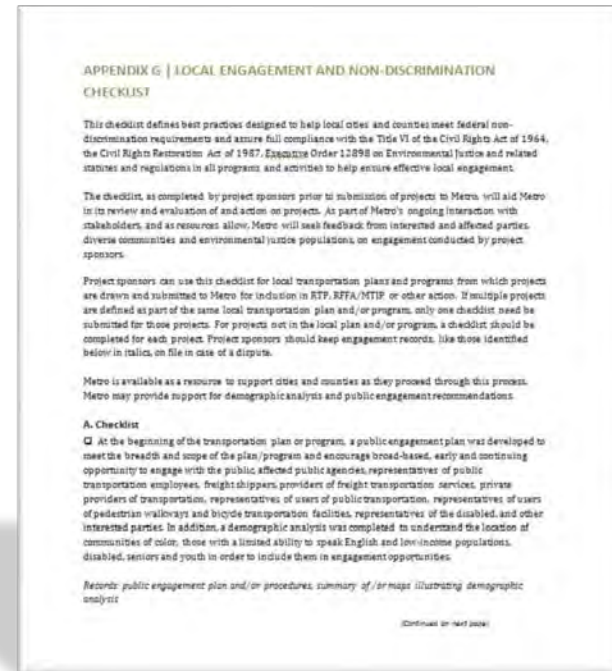 APPENDIX G | LOCAL ENGAGEMENT AND NON-DISCRIMINATION
CHECKLIST
This checklist defines best practices designed to help local cities and counties meet federal non-
discrimination requirements and assure full compliance with the Title VI of the Civil Rights Act of 1964,
the Civil Rights Restoration Act of 1987, Executive Order 12898 on Environmental Justice and related
statutes and regulations in all programs and activities to help ensure effective local engagement.
The checklist, as completed by project sponsors prior to submission of projects to Metro, will aid Metro
in its review and evaluation of and action on projects. As part of Metro's ongoing interaction with
stakeholders, and as resources allow, Metro will seek feedback from interested and affected parties,
diverse communities and environmental justice populations, on engagement conducted by project
sponsors.
Project sponsors can use this checklist for local transportation plans and programs from which projects
are drawn and submitted to Metro for inclusion in RTP, RFFA/MTIP or other action. If multiple projects
are defined as part of the same local transportation plan and/or program, only one checklist need be
submitted for those projects. For projects not in the local plan and/or program, a checklist should be
completed for each project. Project sponsors should keep engagement records, like those identified
below in italics, on file in case of a dispute.
Metro is available as a resource to support cities and counties as they proceed through this process.
Metro may provide support for demographic analysis and public engagement recommendations.
A. Checklist
❑ At the beginning of the transportation plan or program, a public engagement plan was developed to
meet the breadth and scope of the plan/program and encourage broad-based, early and continuing
opportunity to engage with the public, affected public agencies, representatives of public
transportation employees, freight shippers, providers of freight transportation services, private
providers of transportation, representatives of users of public transportation, representatives of users
of pedestrian walkways and bicycle transportation facilities, representatives of the disabled, and other
interested parties. In addition, a demographic analysis was completed to understand the location of
communities of color, those with a limited ability to speak English and low-income populations,
disabled, seniors and youth in order to include them in engagement opportunities.
Records: public engagement plan and/or procedures, summary of /or maps illustrating demographic
analysis
(Continued on next page)